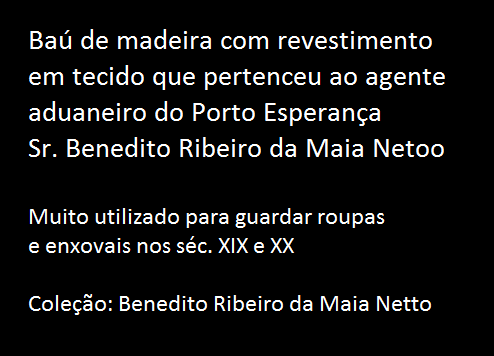 Baú de madeira com revestimento
em tecido que pertenceu ao agente
aduaneiro do Porto Esperança
Sr. Benedito Ribeiro da Maia Netoo
Muito utilizado para guardar roupas
e enxovais nos séc. XIX e XX
Coleção: Benedito Ribeiro da Maia Netto